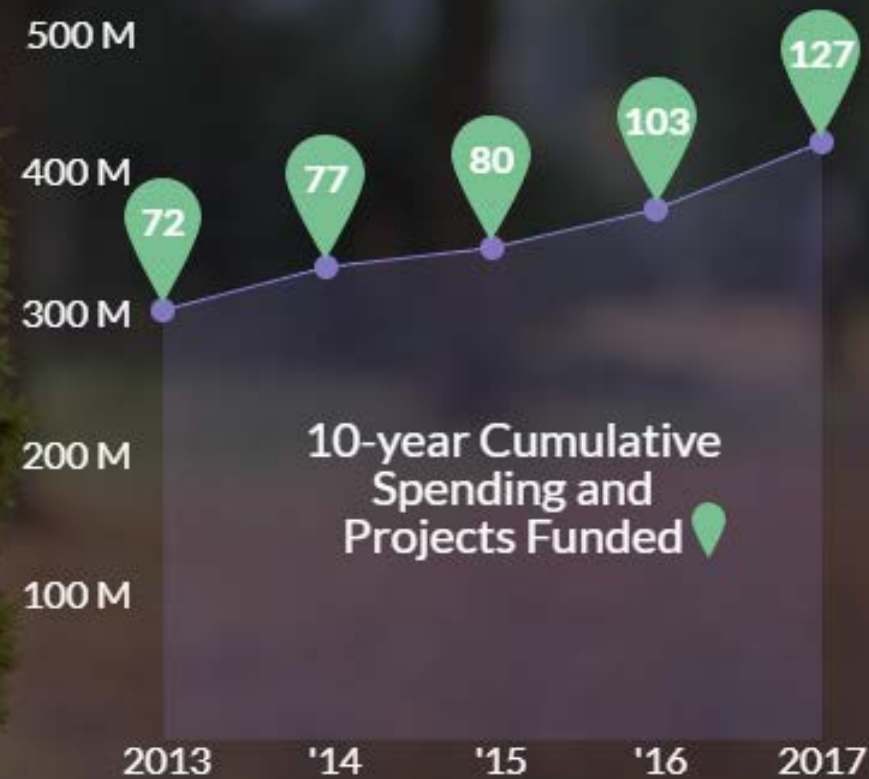 500 M
400 M
300 M
200 M
100 M
72
77
80
103
127
10-year Cumulative
Spending and
Projects Funded
2013 '14 '15 '16 2017